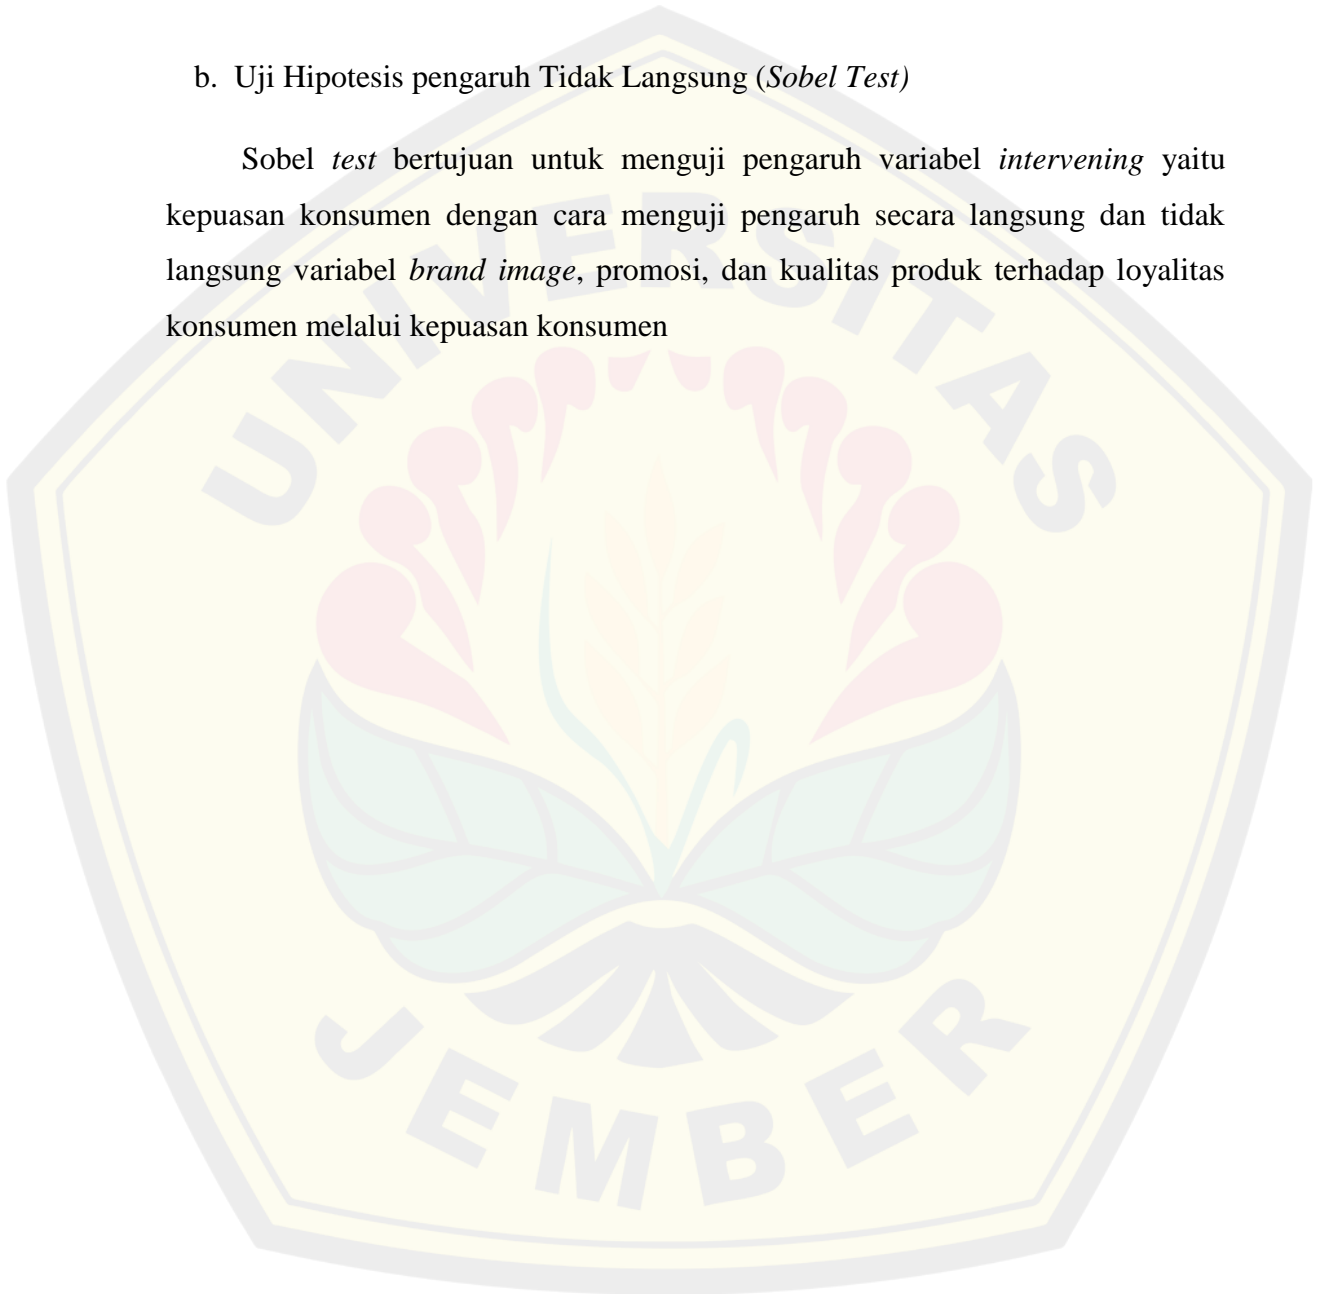 b. Uji Hipotesis pengaruh Tidak Langsung (Sobel Test)
Sobel test bertujuan untuk menguji pengaruh variabel intervening yaitu
kepuasan konsumen dengan cara menguji pengaruh secara langsung dan tidak
langsung variabel brand image, promosi, dan kualitas produk terhadap loyalitas
konsumen melalui kepuasan konsumen
UNIVERSITAS
JEMBER